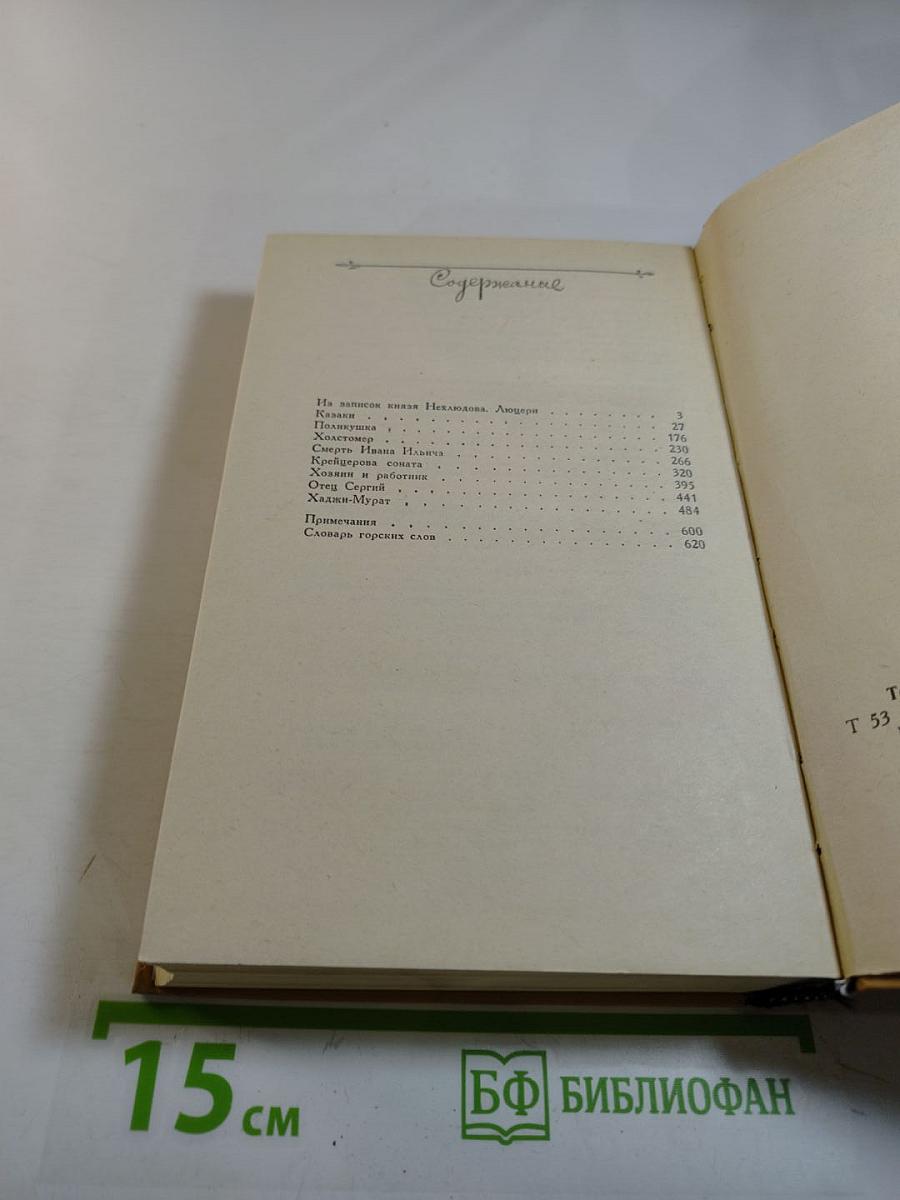 Содержание
Из записок князя Нехлюдова. Люцерн . . . . . . . . . 3
Казаки . . . . . . . . . . . . . . . . . . . . 27
Поликушка . . . . . . . . . . . . . . . . . . 176
Холстомер . . . . . . . . . . . . . . . . . . 230
Смерть Ивана Ильича . . . . . . . . . . . . . . 266
Крейцерова соната . . . . . . . . . . . . . . . 320
Хозяин и работник . . . . . . . . . . . . . . . 395
Отец Сергий . . . . . . . . . . . . . . . . . . 441
Хаджи-Мурат . . . . . . . . . . . . . . . . . . 484
Примечания . . . . . . . . . . . . . . . . . . 600
Словарь горских слов . . . . . . . . . . . . . . 620
Т 53
15 см
БФ БИБЛИОФАН